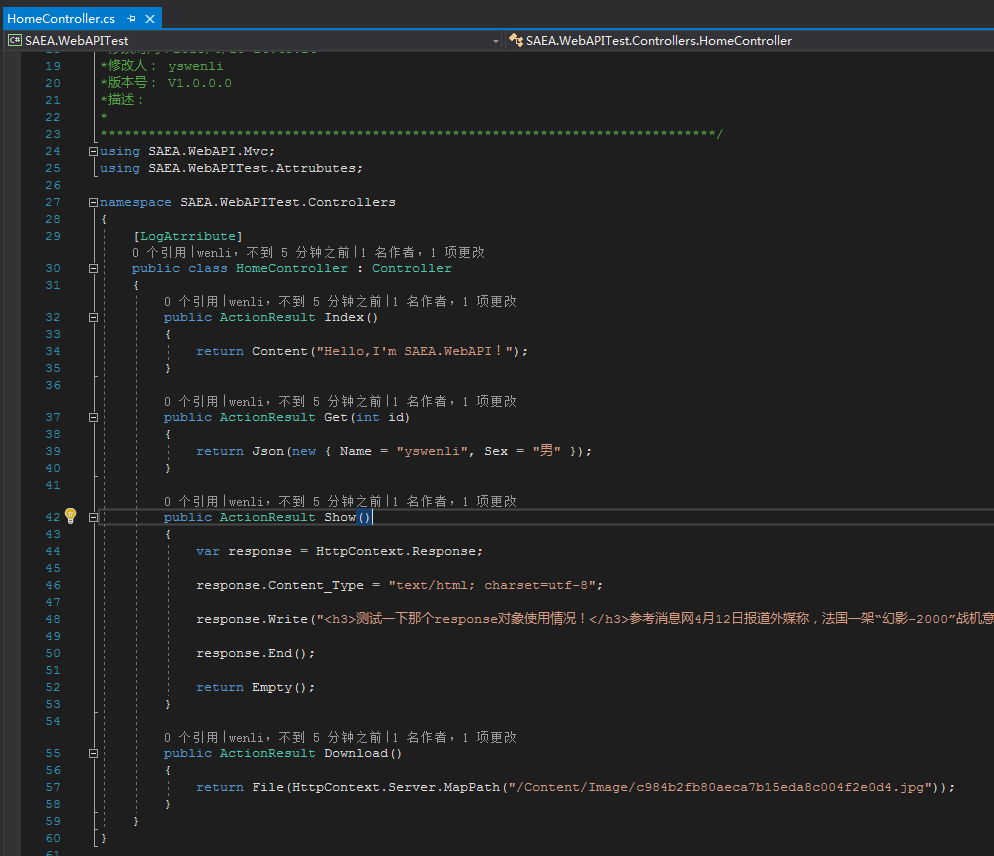 HomeController.cs
SAEA.WebAPITest SAEA.WebAPITest.Controllers.HomeController
19 *修改人： yswenli
20 *版本号： V1.0.0.0
21 *描述：
22 *
23 *****************************************************************************/
24 using SAEA.WebAPI.Mvc;
25 using SAEA.WebAPITest.Attrubutes;
26
27 namespace SAEA.WebAPITest.Controllers
28 {
29 [LogAtrribute]
0 个引用|wenli，不到 5 分钟之前|1 名作者，1 项更改
30 public class HomeController : Controller
31 {
0 个引用|wenli，不到 5 分钟之前|1 名作者，1 项更改
32 public ActionResult Index()
33 {
34 return Content("Hello,I'm SAEA.WebAPI！");
35 }
36
0 个引用|wenli，不到 5 分钟之前|1 名作者，1 项更改
37 public ActionResult Get(int id)
38 {
39 return Json(new { Name = "yswenli", Sex = "男" });
40 }
41
0 个引用|wenli，不到 5 分钟之前|1 名作者，1 项更改
42 public ActionResult Show()
43 {
44 var response = HttpContext.Response;
45
46 response.Content_Type = "text/html; charset=utf-8";
47
48 response.Write("<h3>测试一下那个response对象使用情况！</h3>参考消息网4月12日报道外媒称，法国一架“幻影-2000”战机意
49
50 response.End();
51
52 return Empty();
53 }
54
0 个引用|wenli，不到 5 分钟之前|1 名作者，1 项更改
55 public ActionResult Download()
56 {
57 return File(HttpContext.Server.MapPath("/Content/Image/c984b2fb80aeca7b15eda8c004f2e0d4.jpg"));
58 }
59 }
60 }
61